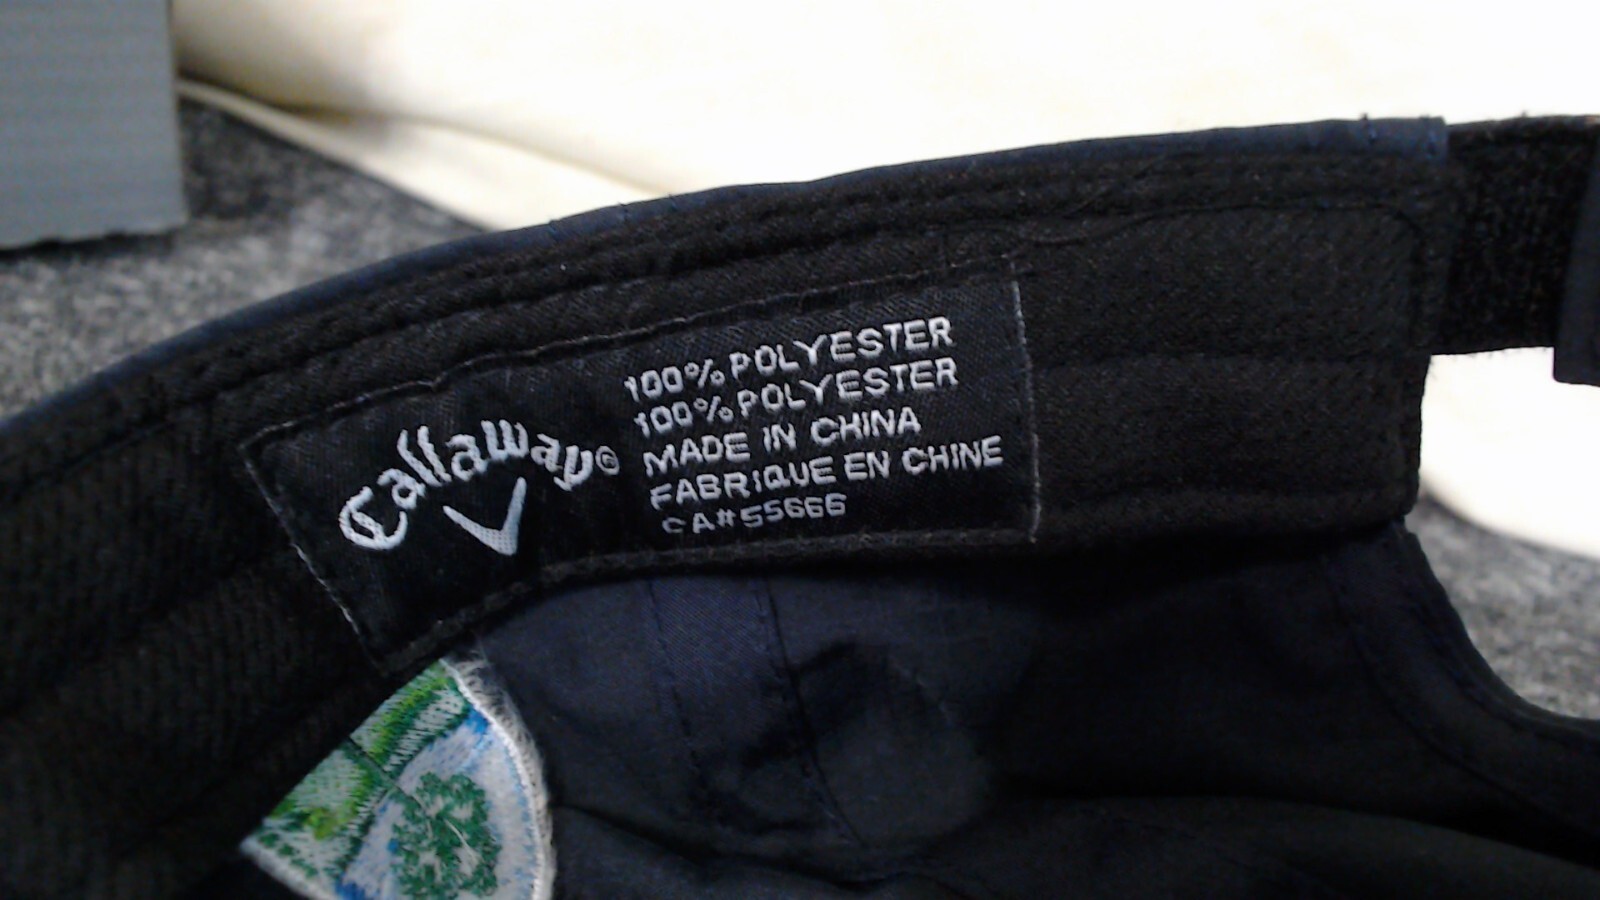 Callaway®
100% POLYESTER
100% POLYESTER
MADE IN CHINA
FABRIQUE EN CHINE
CA#55666